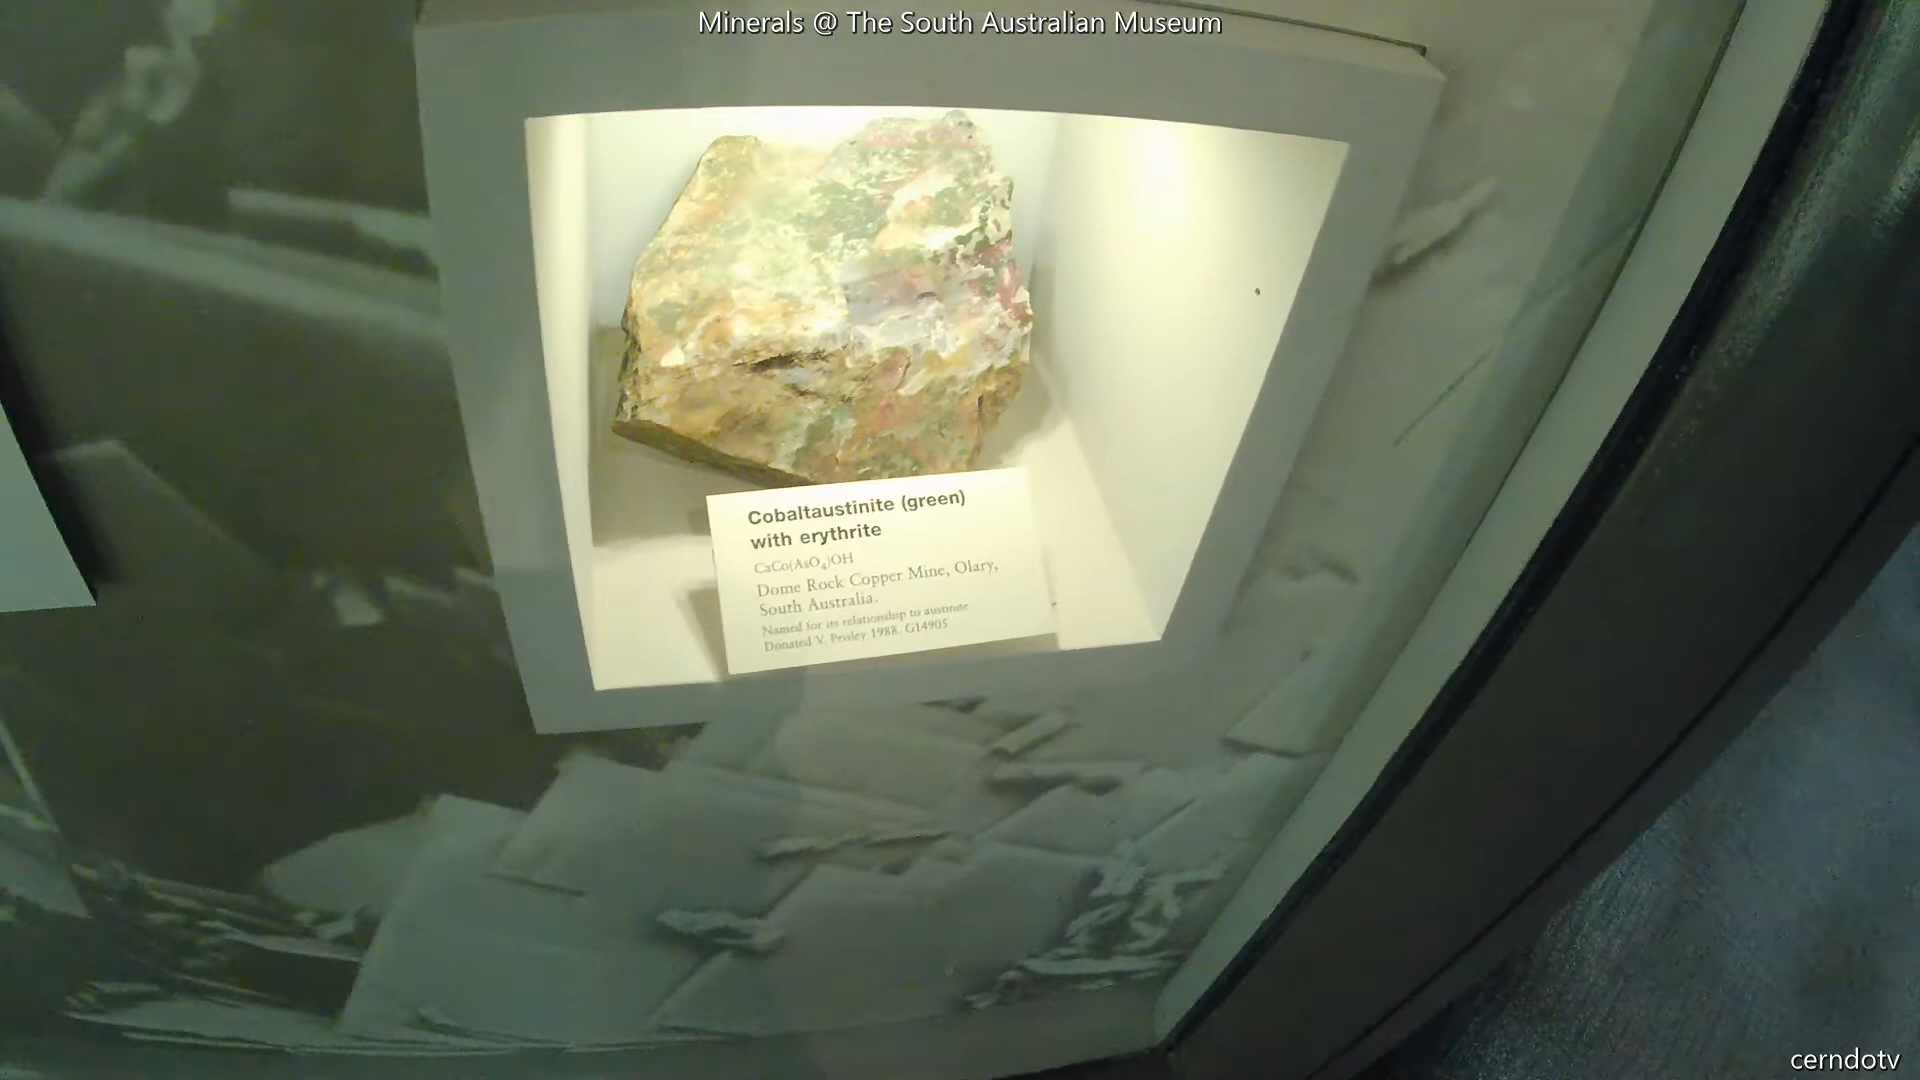 Minerals @ The South Australian Museum
Cobaltaustinite (green)
with erythrite
CaCo(AsO₄)OH
Dome Rock Copper Mine, Olary,
South Australia.
Named for its relationship to austinite
Donated V. Peisley 1988. G14905
cerndotv